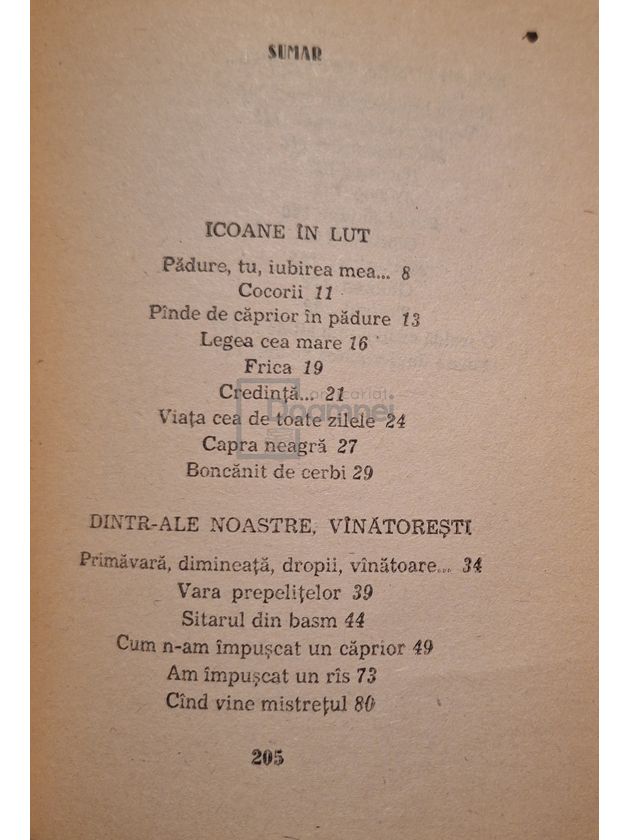 SUMAR
ICOANE ÎN LUT
Pădure, tu, iubirea mea... 8
Cocorii 11
Pînde de căprior în pădure 13
Legea cea mare 16
Frica 19
Credință... 21
Viața cea de toate zilele 24
Capra neagră 27
Boncănit de cerbi 29
DINTR-ALE NOASTRE, VÎNĂTOREȘTI
Primăvară, dimineață, dropii, vînătoare... 34
Vara prepelițelor 39
Sitarul din basm 44
Cum n-am împușcat un căprior 49
Am împușcat un rîs 73
Cînd vine mistrețul 80
205